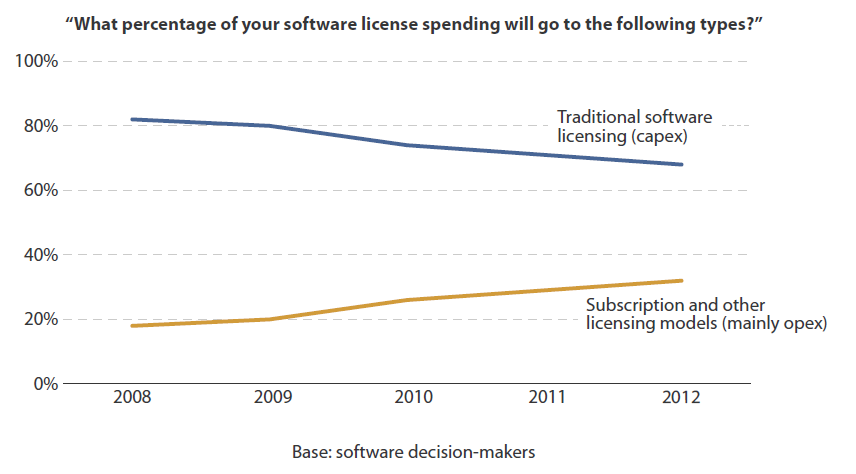 “What percentage of your software license spending will go to the following types?”
100%
80%
60%
40%
20%
0%
Traditional software
licensing (capex)
Subscription and other
licensing models (mainly opex)
2008 2009 2010 2011 2012
Base: software decision-makers